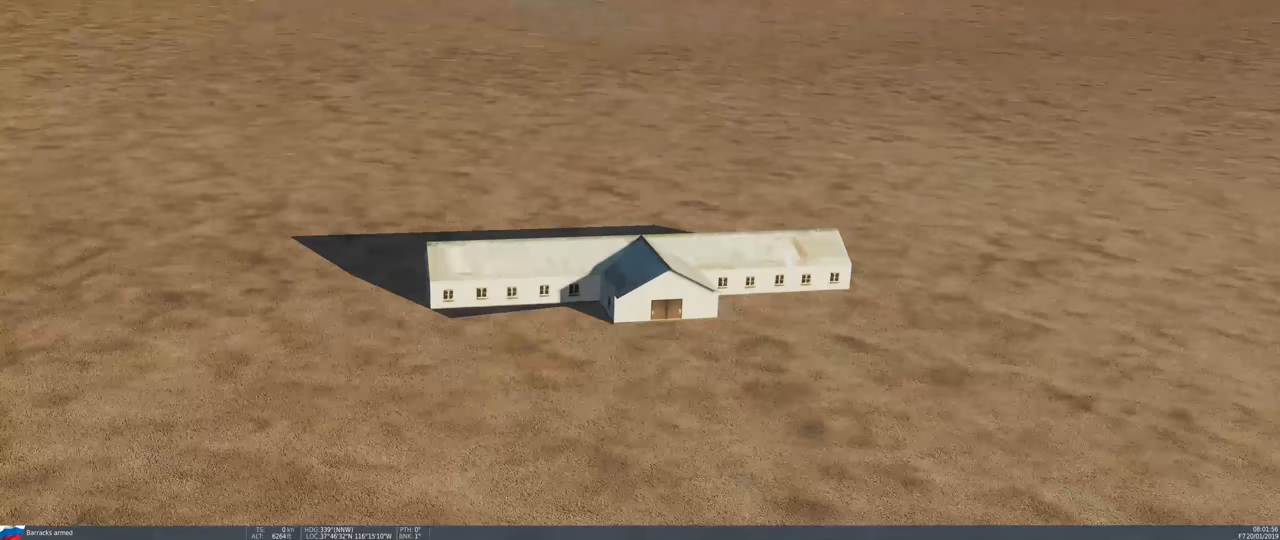 Barracks armed
TS: 0 kn
ALT: 6264 ft
HDG: 339°(NNW)
LOC: 37°46'32"N 116°15'10"W
PTH: 0°
BNK: 1°
08:01:56
F7 20/01/2019